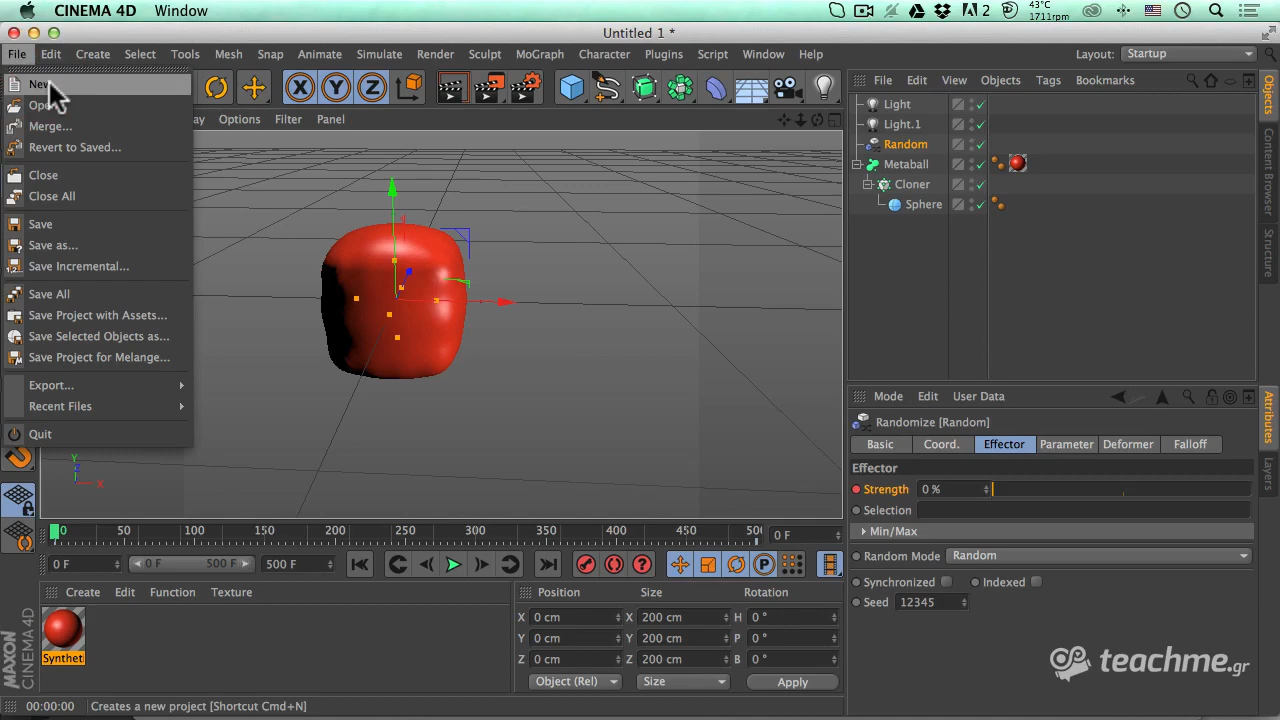 CINEMA 4D Window
2 43°C 1711rpm
Untitled 1 *
File Edit Create Select Tools Mesh Snap Animate Simulate Render Sculpt MoGraph Character Plugins Script Window Help
Layout: Startup
New
Merge...
Revert to Saved...
Close
Close All
Save
Save as...
Save Incremental...
Save All
Save Project with Assets...
Save Selected Objects as...
Save Project for Melange...
Export...
Recent Files
Quit
X Y Z
Options Filter Panel
Y
Z
X
File Edit View Objects Tags Bookmarks
Light
Light.1
Random
Metaball
Cloner
Sphere
Objects
Content Browser
Structure
Mode Edit User Data
Randomize [Random]
Basic Coord. Effector Parameter Deformer Falloff
Effector
Strength 0 %
Selection
Min/Max
Random Mode Random
Synchronized Indexed
Seed 12345
Attributes
Layers
0 50 100 150 200 250 300 350 400 450 0 F
0 F 0 F 500 F 500 F
P
Create Edit Function Texture
Syntheti
Position Size Rotation
X 0 cm X 200 cm H 0 °
Y 0 cm Y 200 cm P 0 °
Z 0 cm Z 200 cm B 0 °
Object (Rel) Size Apply
MAXON
CINEMA 4D
teachme.gr
00:00:00 Creates a new project [Shortcut Cmd+N]